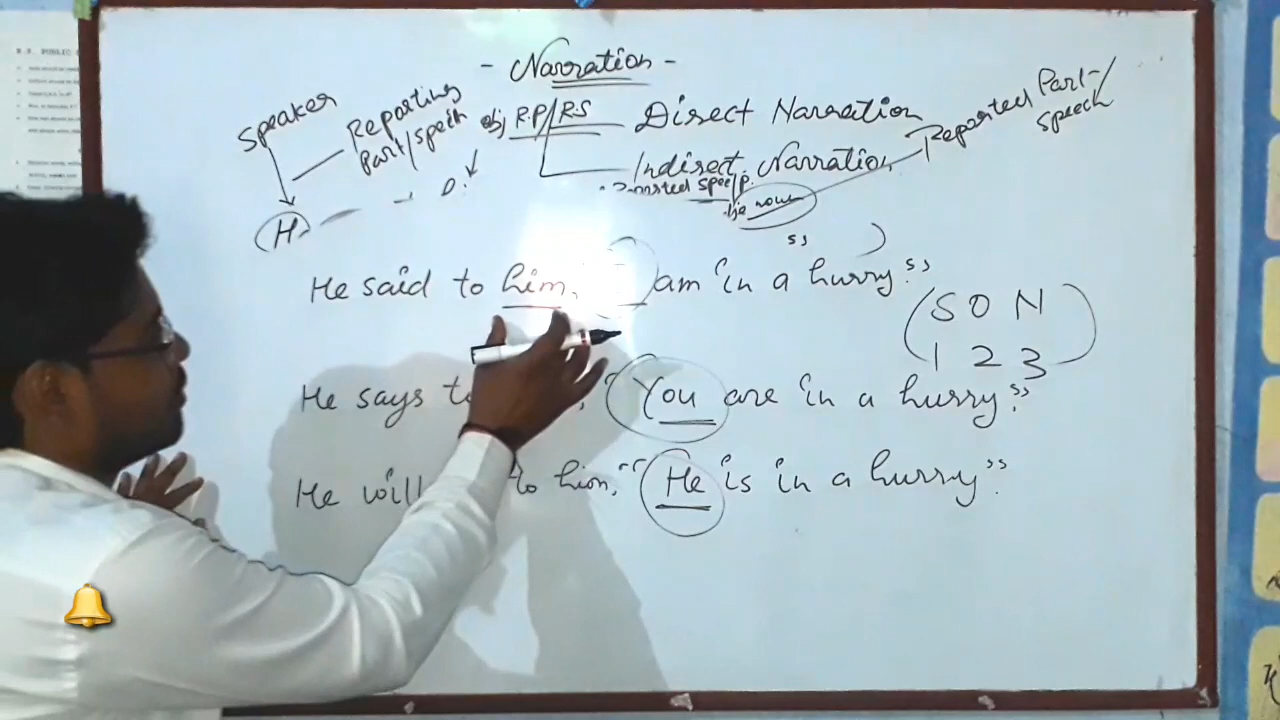 - Narration -
Speaker
Reporting Part/speech
obj R.P/R.S
Direct Narration
Indirect Narration
Reported Part/speech
D.
H
He said to him, am in a hurry."
(S O N
1 2 3)
He says "You are in a hurry."
He will to him, "He is in a hurry".